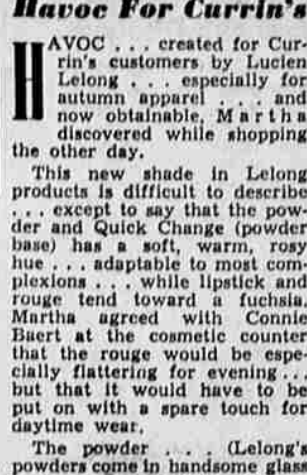 Havoc For Currin's
HAVOC . . . created for Cur-
rin's customers by Lucien
Lelong . . . especially for
autumn apparel . . . and
now obtainable, Martha
discovered while shopping
the other day.
This new shade in Lelong
products is difficult to describe
. . . except to say that the pow-
der and Quick Change (powder
base) has a soft, warm, rosy
hue . . . adaptable to most com-
plexions . . . while lipstick and
rouge tend toward a fuchsia.
Martha agreed with Connie
Baert at the cosmetic counter
that the rouge would be espe-
cially flattering for evening . . .
but that it would have to be
put on with a spare touch for
daytime wear.
The powder . . . (Lelong's
powders come in handsome